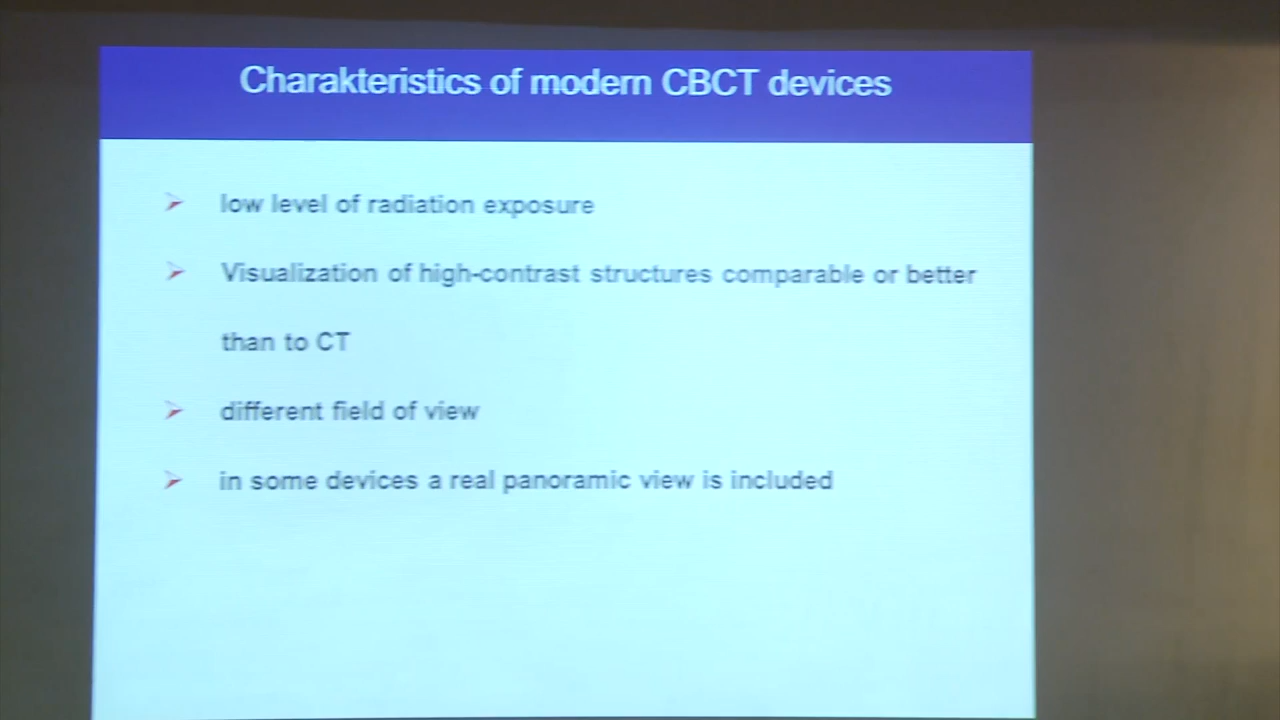 Charakteristics of modern CBCT devices
low level of radiation exposure
Visualization of high-contrast structures comparable or better
than to CT
different field of view
in some devices a real panoramic view is included